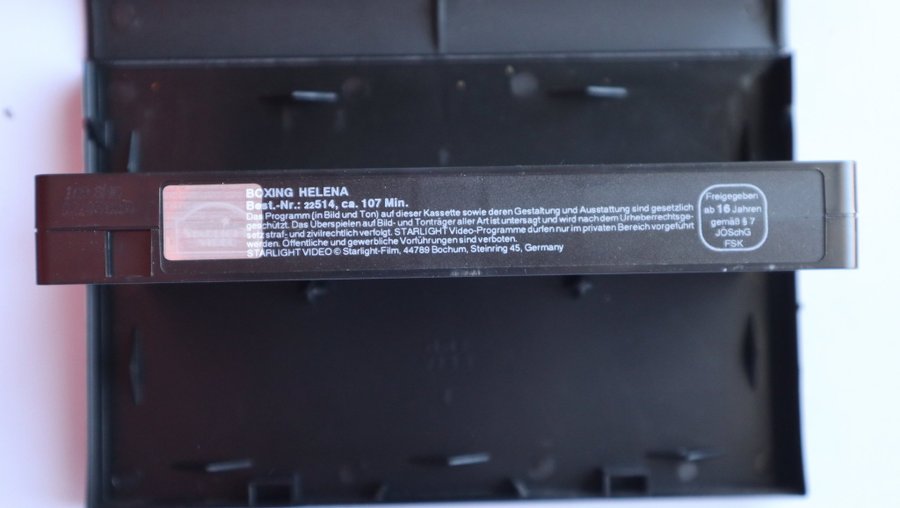 BOXING HELENA
Best.-Nr.: 22514, ca. 107 Min.
Das Programm (in Bild und Ton) auf dieser Kassette sowie deren Gestaltung und Ausstattung sind gesetzlich
geschützt. Das Überspielen auf Bild- und Tonträger aller Art ist untersagt und wird nach dem Urheberrechtsge-
setz straf- und zivilrechtlich verfolgt. STARLIGHT Video-Programme dürfen nur im privaten Bereich vorgeführt
werden. Öffentliche und gewerbliche Vorführungen sind verboten.
STARLIGHT VIDEO © Starlight-Film, 44789 Bochum, Steinring 45, Germany
Freigegeben
ab 16 Jahren
gemäß § 7
JÖSchG
FSK